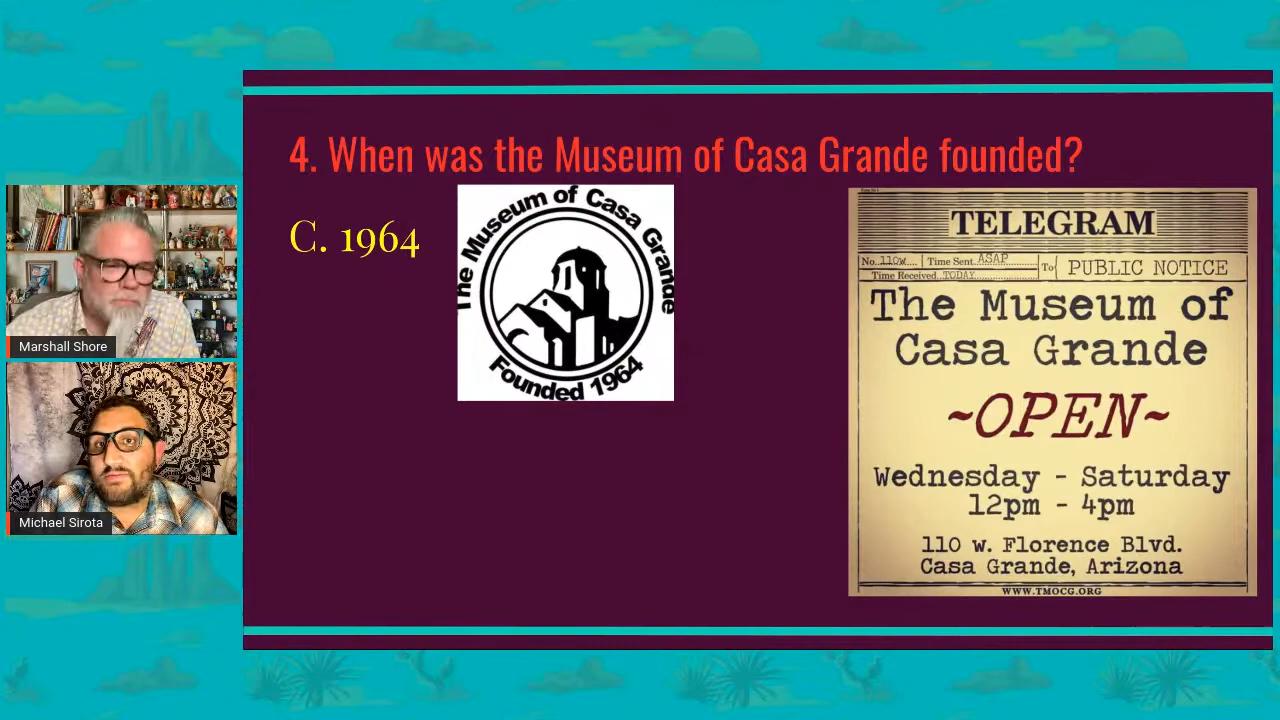 4. When was the Museum of Casa Grande founded?
C. 1964
The Museum of Casa Grande
Founded 1964
TELEGRAM
No. 110W
Time Sent ASAP
Time Received TODAY
To PUBLIC NOTICE
The Museum of
Casa Grande
~OPEN~
Wednesday - Saturday
12pm - 4pm
110 w. Florence Blvd.
Casa Grande, Arizona
WWW.TMOCG.ORG
Marshall Shore
Michael Sirota